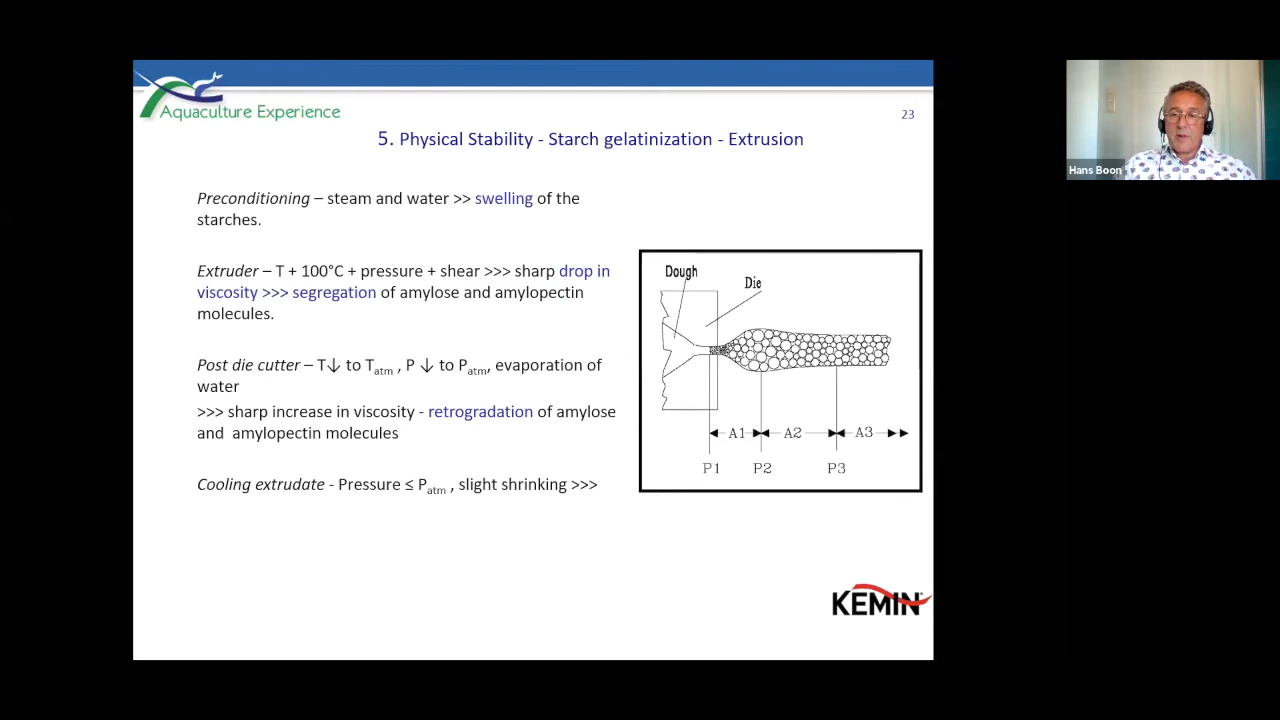 Aquaculture Experience
23
5. Physical Stability - Starch gelatinization - Extrusion
Preconditioning – steam and water >> swelling of the
starches.
Extruder – T + 100°C + pressure + shear >>> sharp drop in
viscosity >>> segregation of amylose and amylopectin
molecules.
Post die cutter – T↓ to Tatm , P ↓ to Patm, evaporation of
water
>>> sharp increase in viscosity - retrogradation of amylose
and amylopectin molecules
Cooling extrudate - Pressure ≤ Patm , slight shrinking >>>
Dough
Die
A1 A2 A3
P1 P2 P3
KEMIN
Hans Boon